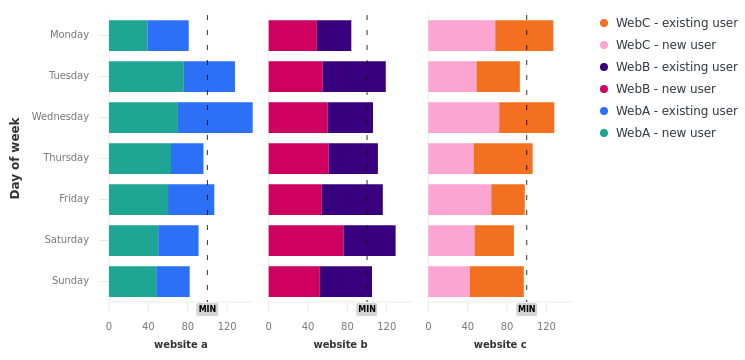 Monday
Tuesday
Wednesday
Thursday
Friday
Saturday
Sunday
Day of week
MIN
MIN
MIN
0 40 80 120
0 40 80 120
0 40 80 120
website a
website b
website c
WebC - existing user
WebC - new user
WebB - existing user
WebB - new user
WebA - existing user
WebA - new user